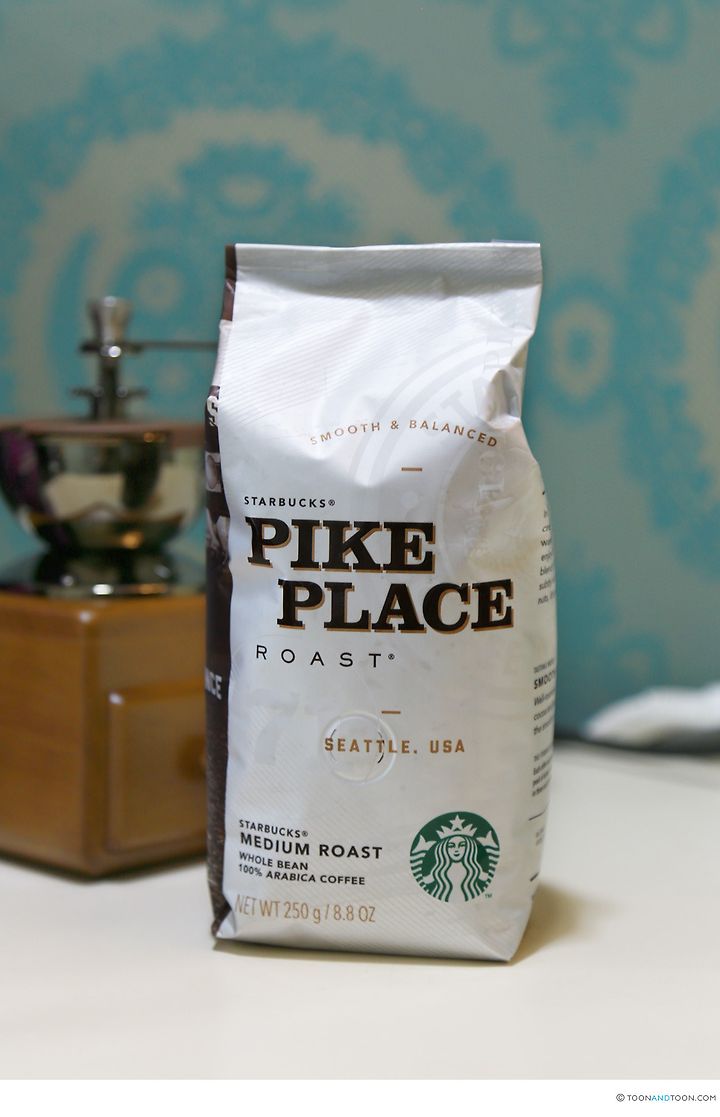 SMOOTH & BALANCED
STARBUCKS®
PIKE
PLACE
ROAST®
SEATTLE, USA
STARBUCKS®
MEDIUM ROAST
WHOLE BEAN
100% ARABICA COFFEE
NET WT 250 g / 8.8 OZ
TM
© TOONANDTOON.COM